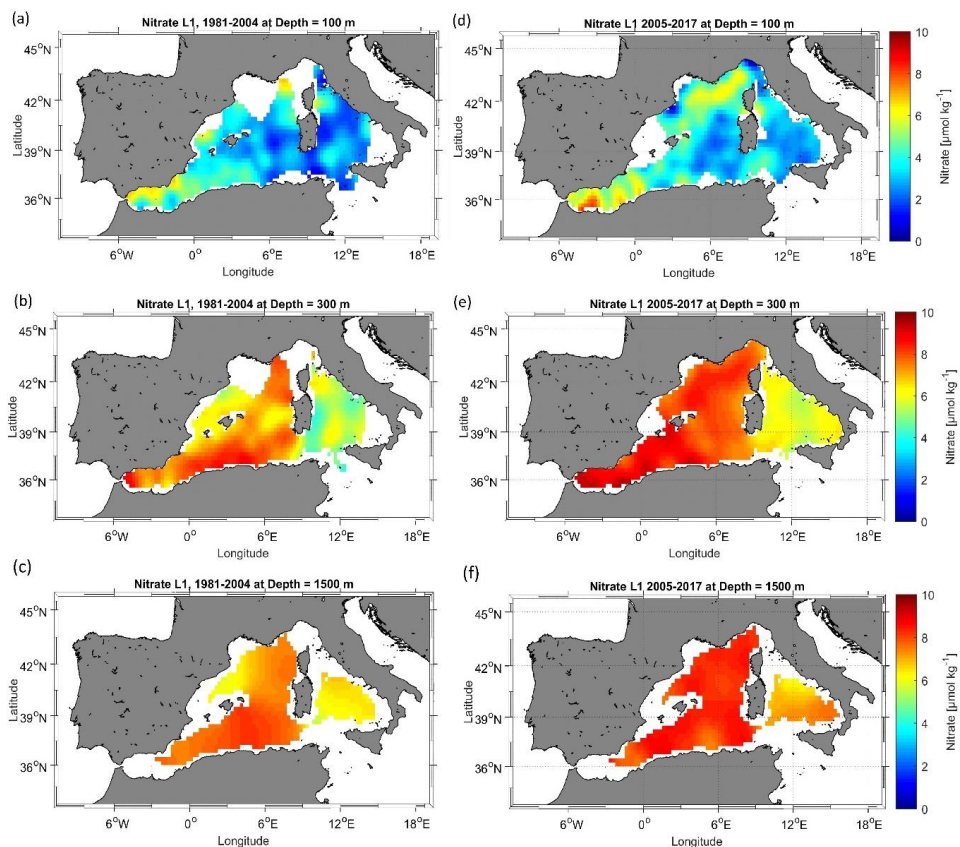 (a)
Nitrate L1, 1981-2004 at Depth = 100 m
45°N
42°N
39°N
36°N
Latitude
6°W 0° 6°E 12°E 18°E
Longitude
(d)
Nitrate L1 2005-2017 at Depth = 100 m
45°N
42°N
39°N
36°N
Latitude
6°W 0° 6°E 12°E 18°E
Longitude
10
8
6
4
2
0
Nitrate [µmol kg⁻¹]
(b)
Nitrate L1, 1981-2004 at Depth = 300 m
45°N
42°N
39°N
36°N
Latitude
6°W 0° 6°E 12°E 18°E
Longitude
(e)
Nitrate L1 2005-2017 at Depth = 300 m
45°N
42°N
39°N
36°N
Latitude
6°W 0° 6°E 12°E 18°E
Longitude
10
8
6
4
2
0
Nitrate [µmol kg⁻¹]
(c)
Nitrate L1, 1981-2004 at Depth = 1500 m
45°N
42°N
39°N
36°N
Latitude
6°W 0° 6°E 12°E 18°E
Longitude
(f)
Nitrate L1 2005-2017 at Depth = 1500 m
45°N
42°N
39°N
36°N
Latitude
6°W 0° 6°E 12°E 18°E
Longitude
10
8
6
4
2
0
Nitrate [µmol kg⁻¹]